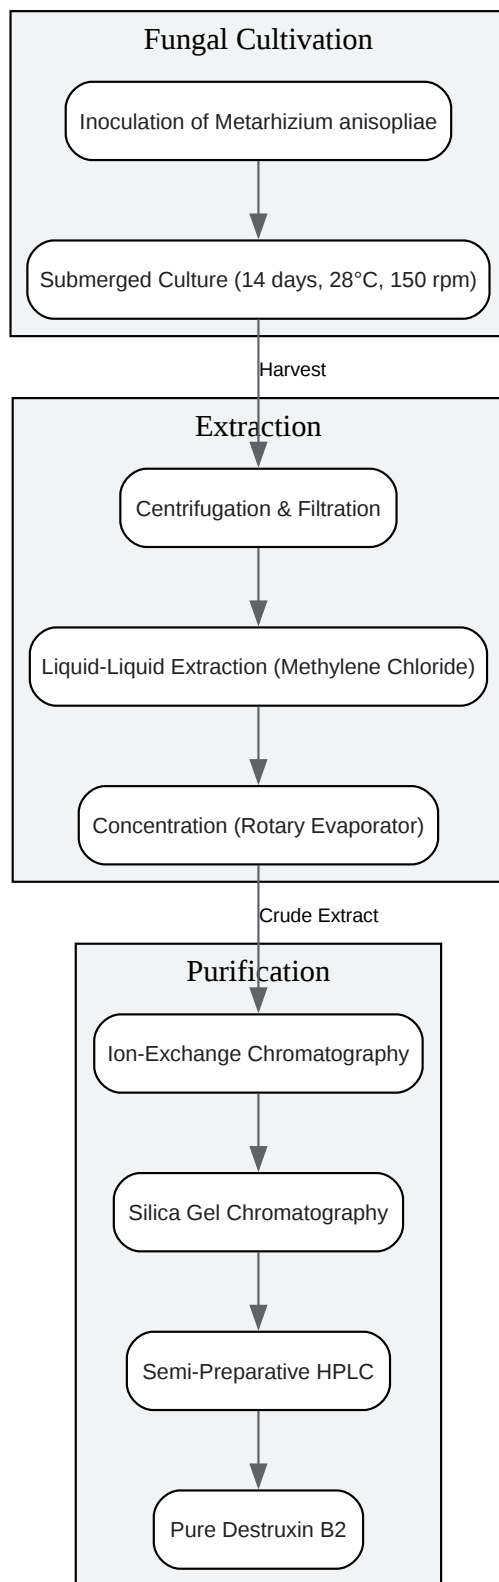 Fungal Cultivation
Inoculation of Metarhizium anisopliae
Submerged Culture (14 days, 28°C, 150 rpm)
Harvest
Extraction
Centrifugation & Filtration
Liquid-Liquid Extraction (Methylene Chloride)
Concentration (Rotary Evaporator)
Crude Extract
Purification
Ion-Exchange Chromatography
Silica Gel Chromatography
Semi-Preparative HPLC
Pure Destruxin B2